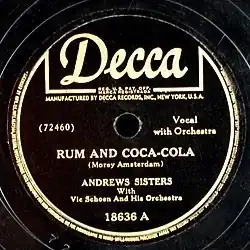 Decca
REG. U.S. PAT. OFF.
MANUFACTURED BY DECCA RECORDS, INC., NEW YORK, U.S.A.
(72460)
Vocal
with Orchestra
RUM AND COCA-COLA
(Morey Amsterdam)
ANDREWS SISTERS
With
Vic Schoen And His Orchestra
18636 A